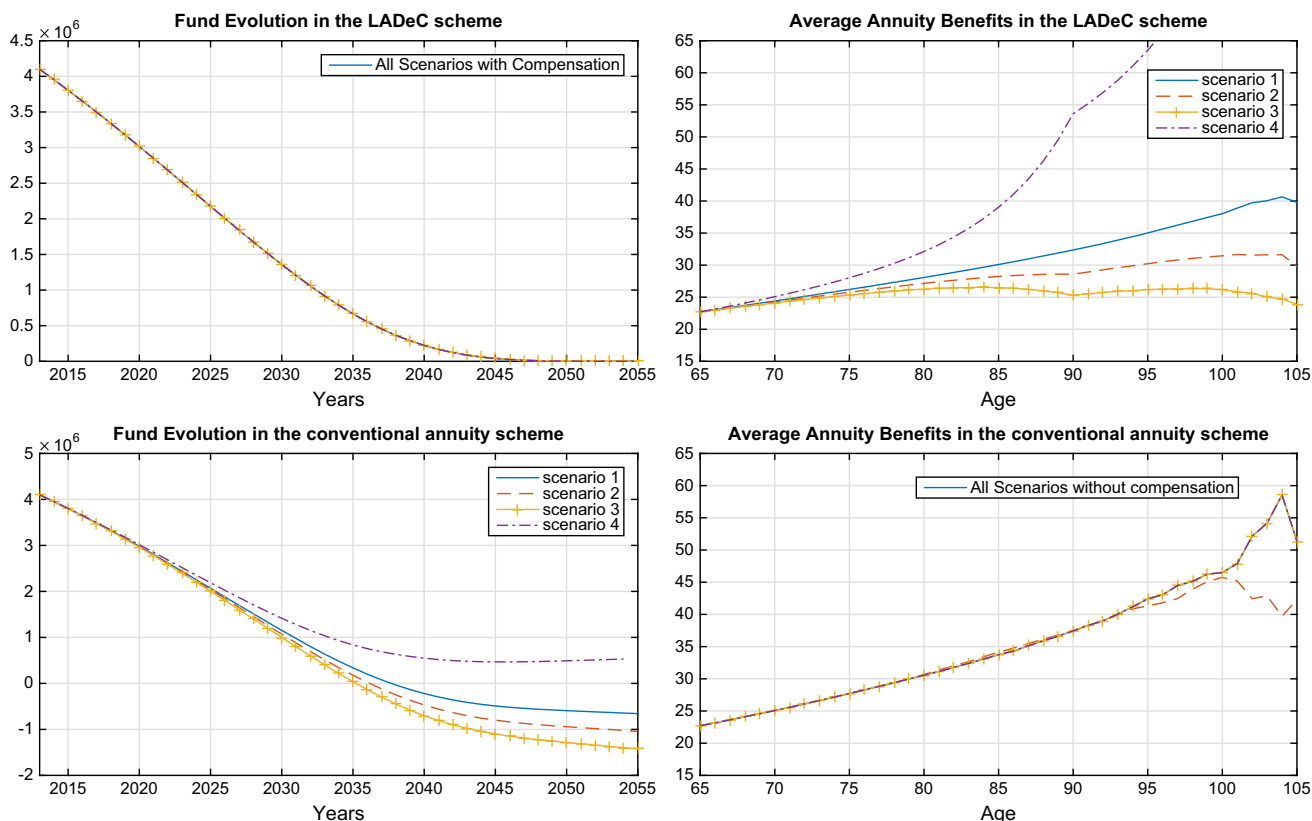 Fund Evolution in the LADeC scheme
× 10^6
4.5
4
3.5
3
2.5
2
1.5
1
0.5
0
All Scenarios with Compensation
2015 2020 2025 2030 2035 2040 2045 2050 2055
Years
Average Annuity Benefits in the LADeC scheme
65
60
55
50
45
40
35
30
25
20
15
scenario 1
scenario 2
scenario 3
scenario 4
65 70 75 80 85 90 95 100 105
Age
Fund Evolution in the conventional annuity scheme
× 10^6
5
4
3
2
1
0
-1
-2
scenario 1
scenario 2
scenario 3
scenario 4
2015 2020 2025 2030 2035 2040 2045 2050 2055
Years
Average Annuity Benefits in the conventional annuity scheme
65
60
55
50
45
40
35
30
25
20
15
All Scenarios without compensation
65 70 75 80 85 90 95 100 105
Age